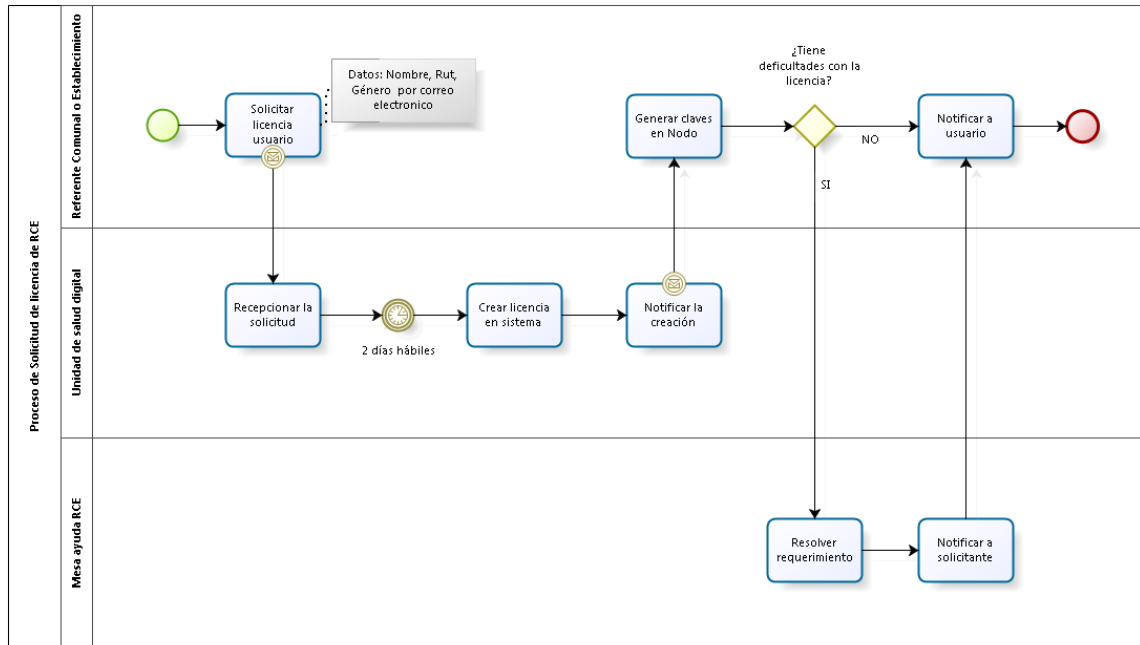 Proceso de Solicitud de licencia de RCE
Referente Comunal o Establecimiento
Solicitar
licencia
usuario
Datos: Nombre, Rut,
Género por correo
electronico
Generar claves
en Nodo
¿Tiene
deficultades con la
licencia?
NO
SI
Notificar a
usuario
Unidad de salud digital
Recepcionar la
solicitud
2 días hábiles
Crear licencia
en sistema
Notificar la
creación
Mesa ayuda RCE
Resolver
requerimiento
Notificar a
solicitante